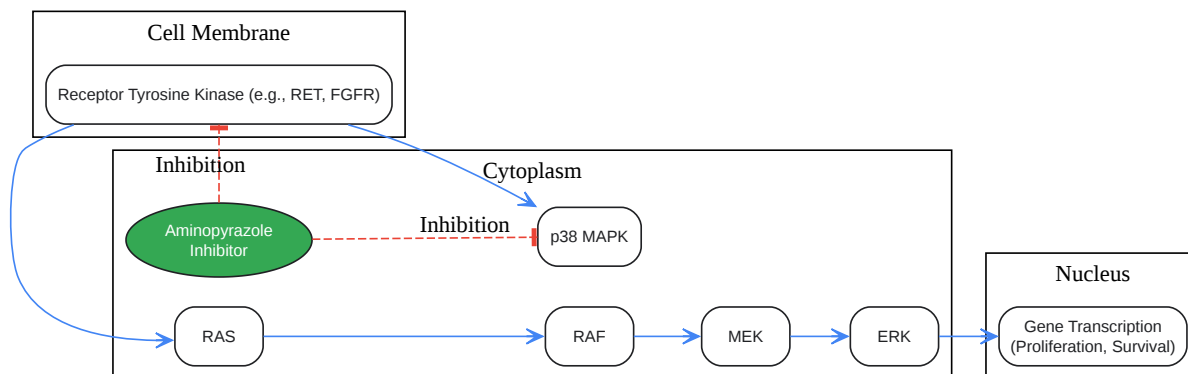 Cell Membrane
Receptor Tyrosine Kinase (e.g., RET, FGFR)
Inhibition
Cytoplasm
Aminopyrazole
Inhibitor
Inhibition
p38 MAPK
Nucleus
RAS
RAF
MEK
ERK
Gene Transcription
(Proliferation, Survival)